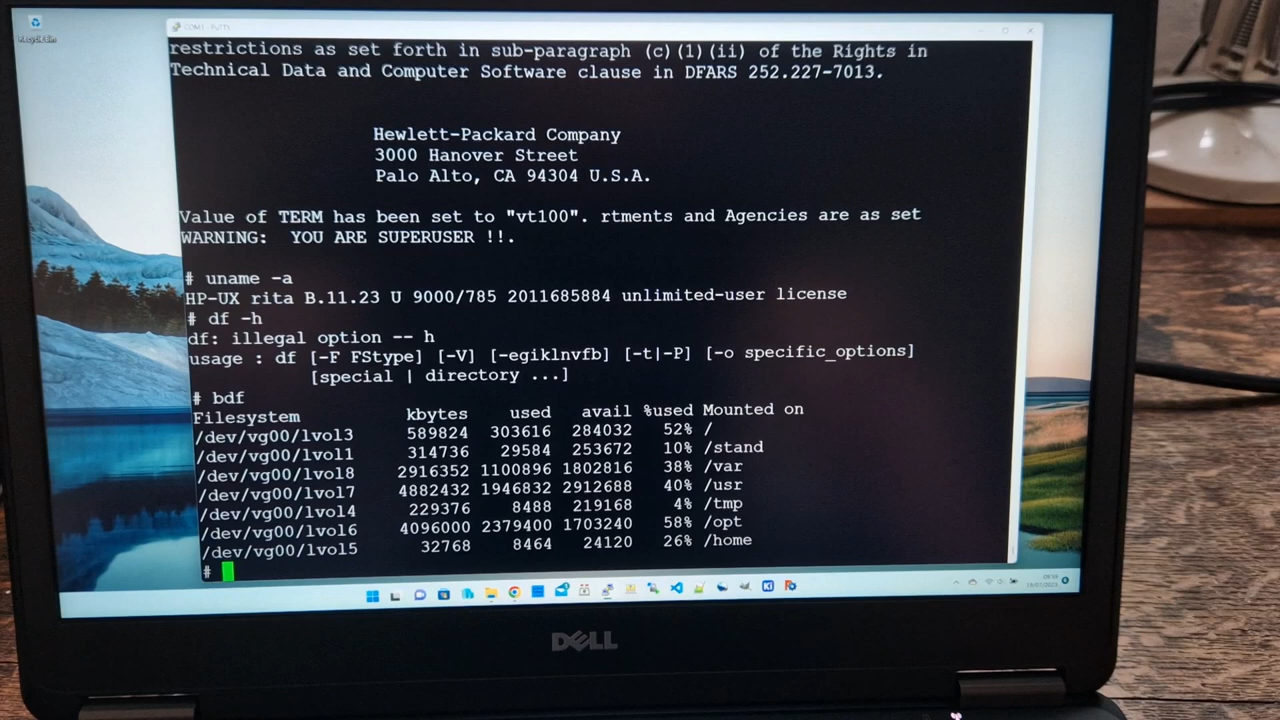 Recycle Bin
COM1 - PuTTY
restrictions as set forth in sub-paragraph (c)(1)(ii) of the Rights in
Technical Data and Computer Software clause in DFARS 252.227-7013.
Hewlett-Packard Company
3000 Hanover Street
Palo Alto, CA 94304 U.S.A.
Value of TERM has been set to "vt100". rtments and Agencies are as set
WARNING:  YOU ARE SUPERUSER !!.
# uname -a
HP-UX rita B.11.23 U 9000/785 2011685884 unlimited-user license
# df -h
df: illegal option -- h
usage : df [-F FStype] [-V] [-egiklnvfb] [-t|-P] [-o specific_options]
[special | directory ...]
# bdf
Filesystem kbytes used avail %used Mounted on
/dev/vg00/lvol3 589824 303616 284032 52% /
/dev/vg00/lvol1 314736 29584 253672 10% /stand
/dev/vg00/lvol8 2916352 1100896 1802816 38% /var
/dev/vg00/lvol7 4882432 1946832 2912688 40% /usr
/dev/vg00/lvol4 229376 8488 219168 4% /tmp
/dev/vg00/lvol6 4096000 2379400 1703240 58% /opt
/dev/vg00/lvol5 32768 8464 24120 26% /home
#
19/07/2023
DELL